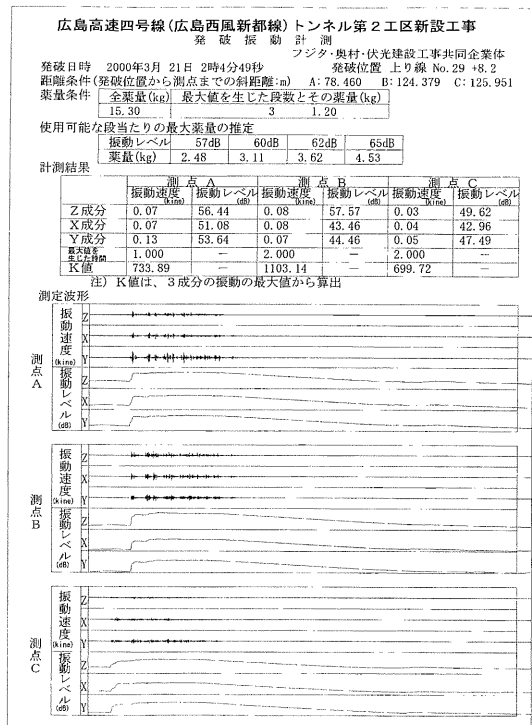 広島高速四号線(広島西風新都線)トンネル第2工区新設工事
発破振動計測
フジタ・奥村・伏光建設工事共同企業体
発破日時 2000年3月 21日 2時4分49秒 発破位置 上り線 No.29 +8.2
距離条件(発破位置から測点までの斜距離:m) A:78.460 B:124.379 C:125.951
薬量条件 全薬量(kg) 最大値を生じた段数とその薬量(kg)
15.30 3 1.20
使用可能な段当たりの最大薬量の推定
振動レベル 57dB 60dB 62dB 65dB
薬量(kg) 2.48 3.11 3.62 4.53
計測結果
測点A 測点B 測点C
振動速度(kine) 振動レベル(dB) 振動速度(kine) 振動レベル(dB) 振動速度(kine) 振動レベル(dB)
Z成分 0.07 56.44 0.08 57.57 0.03 49.62
X成分 0.07 51.08 0.08 43.46 0.04 42.96
Y成分 0.13 53.64 0.07 44.46 0.05 47.49
最大値を生じた時間 1.000 — 2.000 — 2.000 —
K値 733.89 — 1103.14 — 699.72 —
注) K値は、3成分の振動の最大値から算出
測定波形
測点A
振動速度(kine)
Z
X
Y
振動レベル(dB)
Z
X
Y
測点B
振動速度(kine)
Z
X
Y
振動レベル(dB)
Z
X
Y
測点C
振動速度(kine)
Z
X
Y
振動レベル(dB)
Z
X
Y